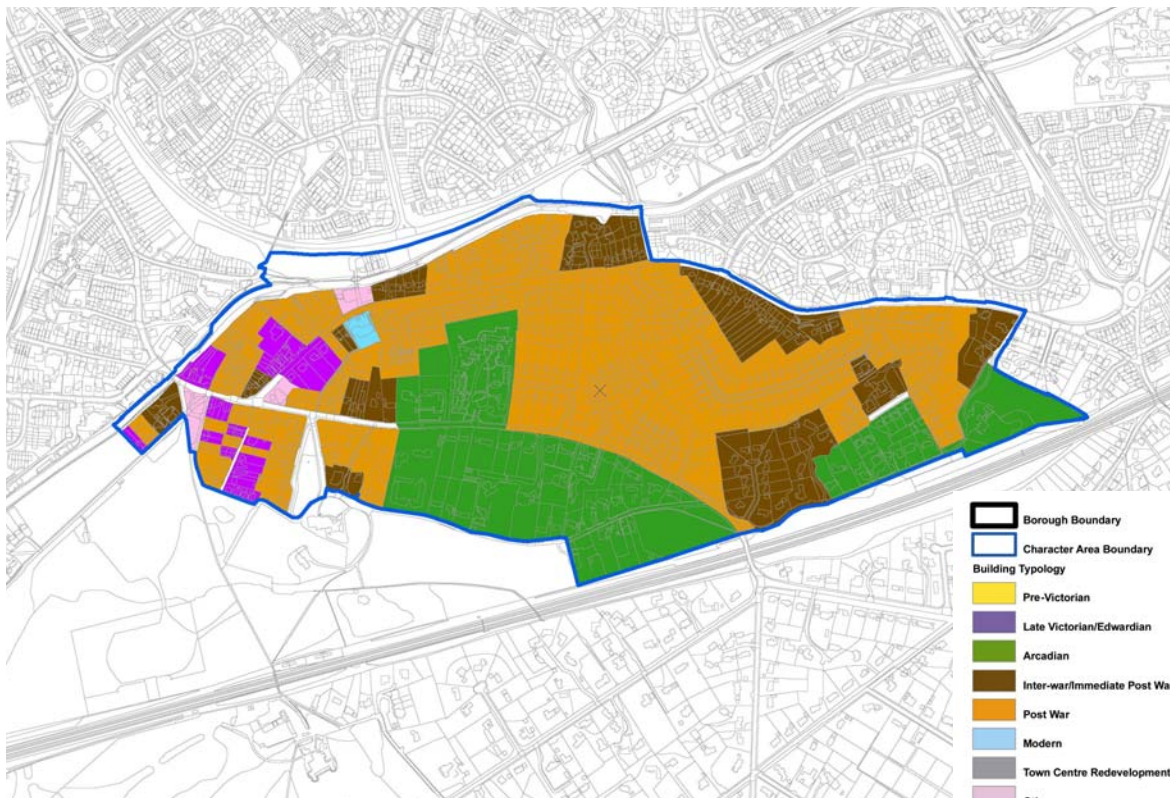 Borough Boundary
Character Area Boundary
Building Typology
Pre-Victorian
Late Victorian/Edwardian
Arcadian
Inter-war/Immediate Post Wa
Post War
Modern
Town Centre Redevelopment